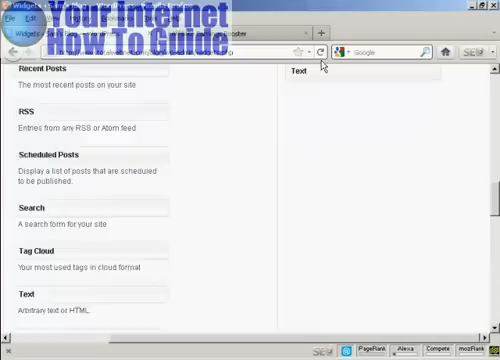 Your Internet
How To Guide
Widgets
Google
Recent Posts
The most recent posts on your site
RSS
Entries from any RSS or Atom feed
Scheduled Posts
Display a list of posts that are scheduled
to be published.
Search
A search form for your site
Tag Cloud
Your most used tags in cloud format
Text
Arbitrary text or HTML
Text
PageRank
Alexa
Compete
mozRank